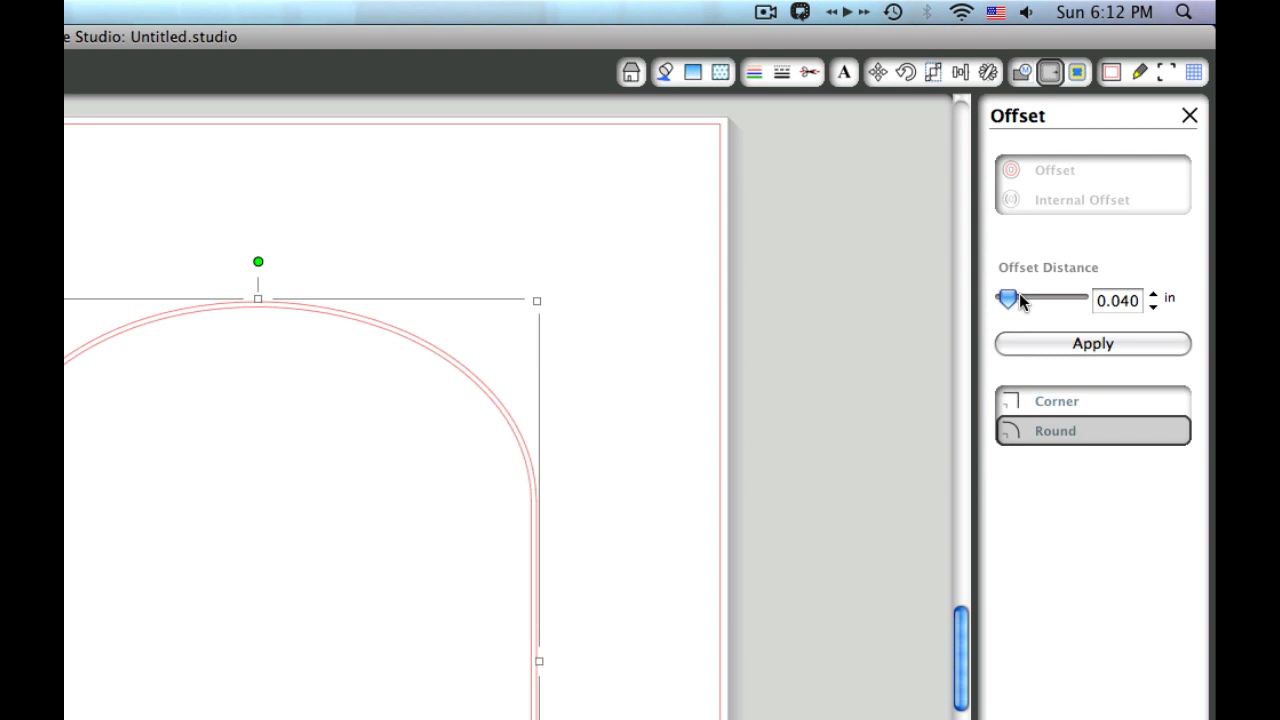 Sun 6:12 PM
e Studio: Untitled.studio
A
Offset
Offset
Internal Offset
Offset Distance
0.040 in
Apply
Corner
Round